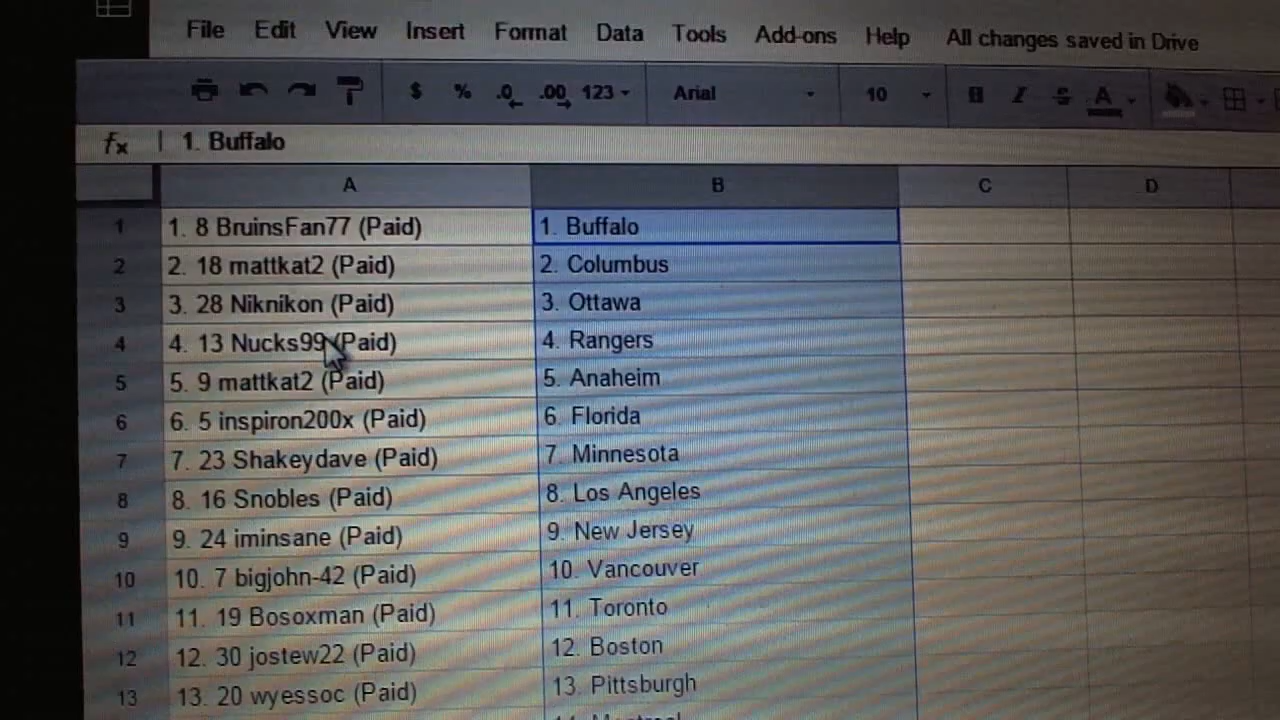 File Edit View Insert Format Data Tools Add-ons Help All changes saved in Drive
$ % .0 .00 123 Arial 10 B I S A
fx 1. Buffalo
A B C D
1 1. 8 BruinsFan77 (Paid) 1. Buffalo
2 2. 18 mattkat2 (Paid) 2. Columbus
3 3. 28 Niknikon (Paid) 3. Ottawa
4 4. 13 Nucks99 (Paid) 4. Rangers
5 5. 9 mattkat2 (Paid) 5. Anaheim
6 6. 5 inspiron200x (Paid) 6. Florida
7 7. 23 Shakeydave (Paid) 7. Minnesota
8 8. 16 Snobles (Paid) 8. Los Angeles
9 9. 24 iminsane (Paid) 9. New Jersey
10 10. 7 bigjohn-42 (Paid) 10. Vancouver
11 11. 19 Bosoxman (Paid) 11. Toronto
12 12. 30 jostew22 (Paid) 12. Boston
13 13. 20 wyessoc (Paid) 13. Pittsburgh